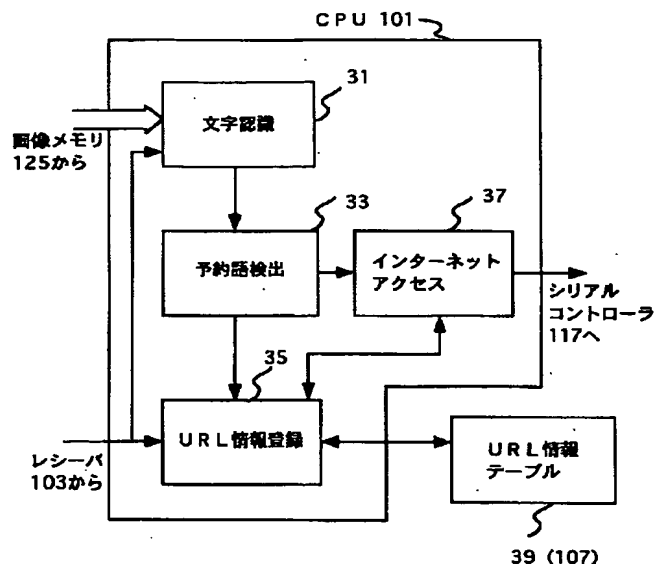 ＣＰＵ 101
31
文字認識
画像メモリ
125から
33
37
予約語検出
インターネット
アクセス
シリアル
コントローラ
117へ
35
ＵＲＬ情報登録
レシーバ
103から
ＵＲＬ情報
テーブル
39（107）